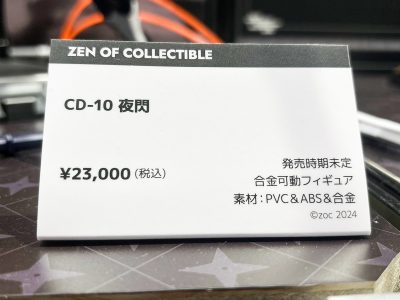 ZEN OF COLLECTIBLE
CD-10 夜閃
¥23,000 (税込)
発売時期未定
合金可動フィギュア
素材：PVC＆ABS＆合金
©zoc 2024